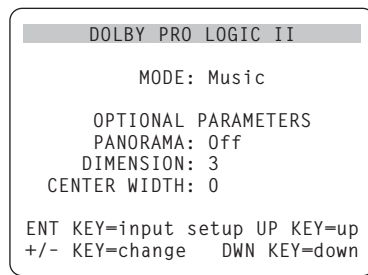 DOLBY PRO LOGIC II
MODE: Music
OPTIONAL PARAMETERS
PANORAMA: Off
DIMENSION: 3
CENTER WIDTH: 0
ENT KEY=input setup UP KEY=up
+/- KEY=change DWN KEY=down